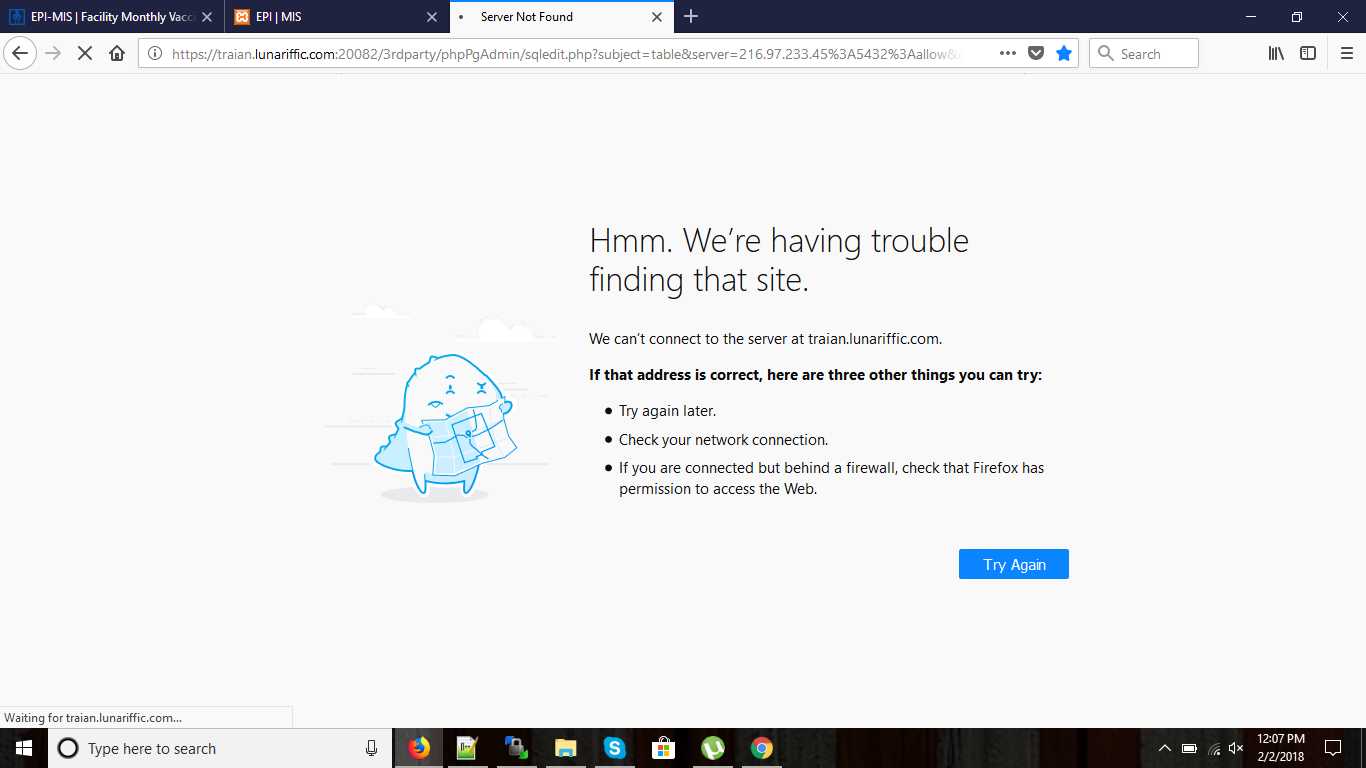 EPI-MIS | Facility Monthly Vacci
EPI | MIS
Server Not Found
https://traian.lunariffic.com:20082/3rdparty/phpPgAdmin/sqledit.php?subject=table&server=216.97.233.45%3A5432%3Aallow&
Search
Hmm. We're having trouble
finding that site.
We can't connect to the server at traian.lunariffic.com.
If that address is correct, here are three other things you can try:
Try again later.
Check your network connection.
If you are connected but behind a firewall, check that Firefox has
permission to access the Web.
Try Again
Waiting for traian.lunariffic.com...
Type here to search
12:07 PM
2/2/2018